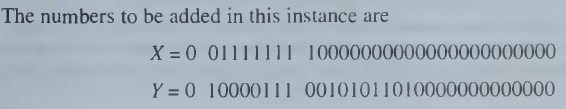 The numbers to be added in this instance are
X = 0 01111111 10000000000000000000000
Y = 0 10000111 00101011010000000000000